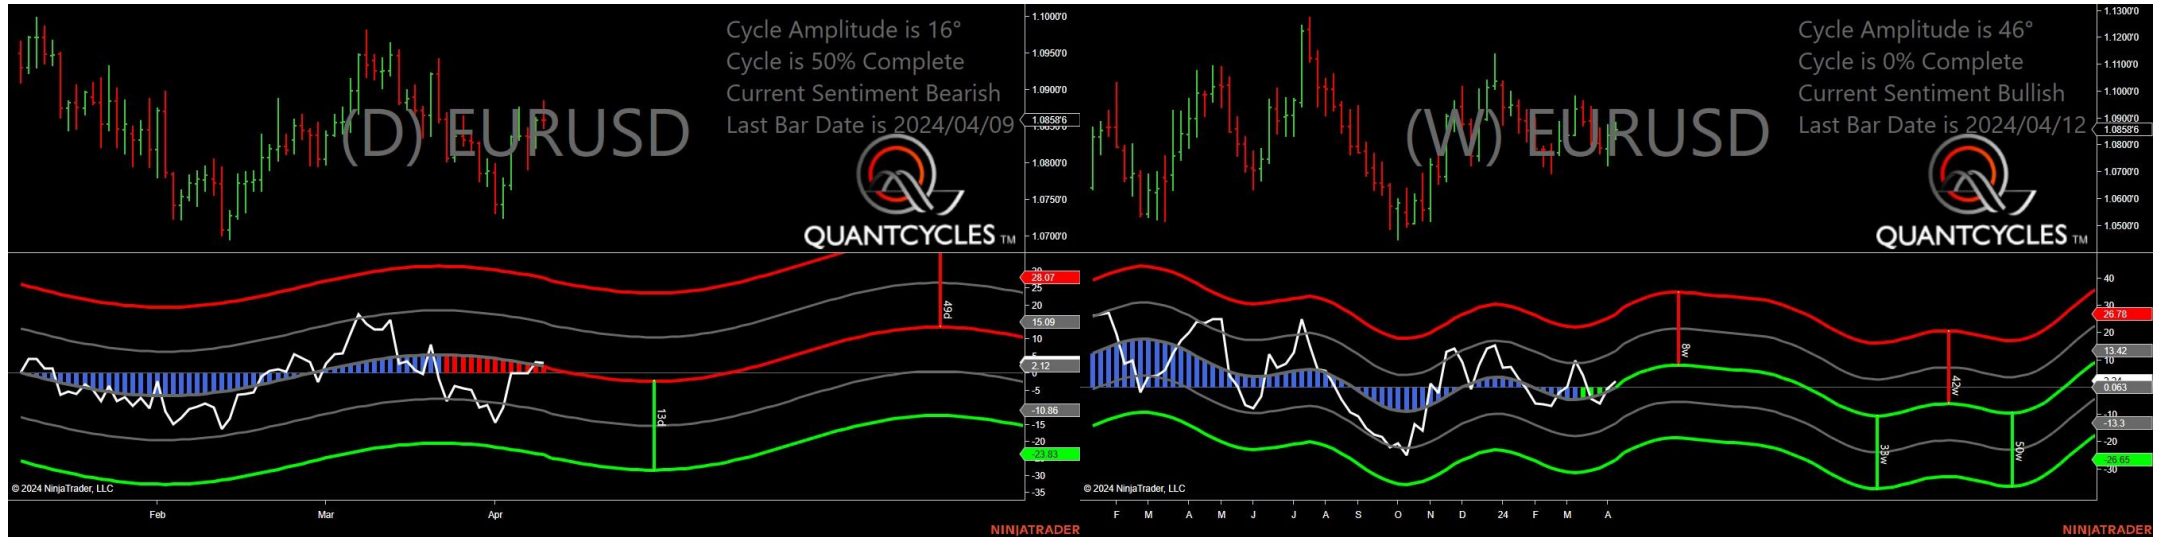 Cycle Amplitude is 16°
Cycle is 50% Complete
Current Sentiment Bearish
Last Bar Date is 2024/04/09
(D) EURUSD
QUANTCYCLES TM
1.1000'0
1.0950'0
1.0900'0
1.0858'6
1.0800'0
1.0750'0
1.0700'0
28.07
25
20
15.09
10
5
2.12
-5
-10.86
-15
-20
-23.83
-30
-35
49d
13d
© 2024 NinjaTrader, LLC
Feb Mar Apr
NINJATRADER
Cycle Amplitude is 46°
Cycle is 0% Complete
Current Sentiment Bullish
Last Bar Date is 2024/04/12
(W) EURUSD
QUANTCYCLES TM
1.1300'0
1.1200'0
1.1100'0
1.1000'0
1.0900'0
1.0858'6
1.0800'0
1.0700'0
1.0600'0
1.0500'0
40
30
26.78
20
13.42
10
0.063
-10
-13.3
-20
-26.65
-30
8w
42w
33w
50w
© 2024 NinjaTrader, LLC
F M A M J J A S O N D 24 F M A
NINJATRADER